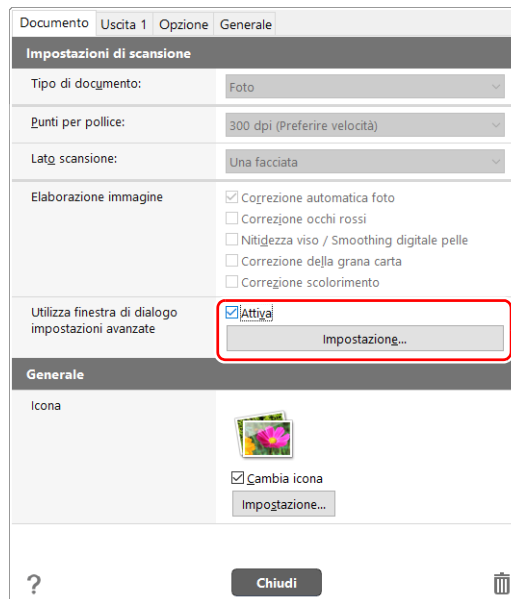 Documento Uscita 1 Opzione Generale
Impostazioni di scansione
Tipo di documento: Foto
Punti per pollice: 300 dpi (Preferire velocità)
Lato scansione: Una facciata
Elaborazione immagine Correzione automatica foto
Correzione occhi rossi
Nitidezza viso / Smoothing digitale pelle
Correzione della grana carta
Correzione scolorimento
Utilizza finestra di dialogo Attiva
impostazioni avanzate
Impostazione...
Generale
Icona
Cambia icona
Impostazione...
? Chiudi